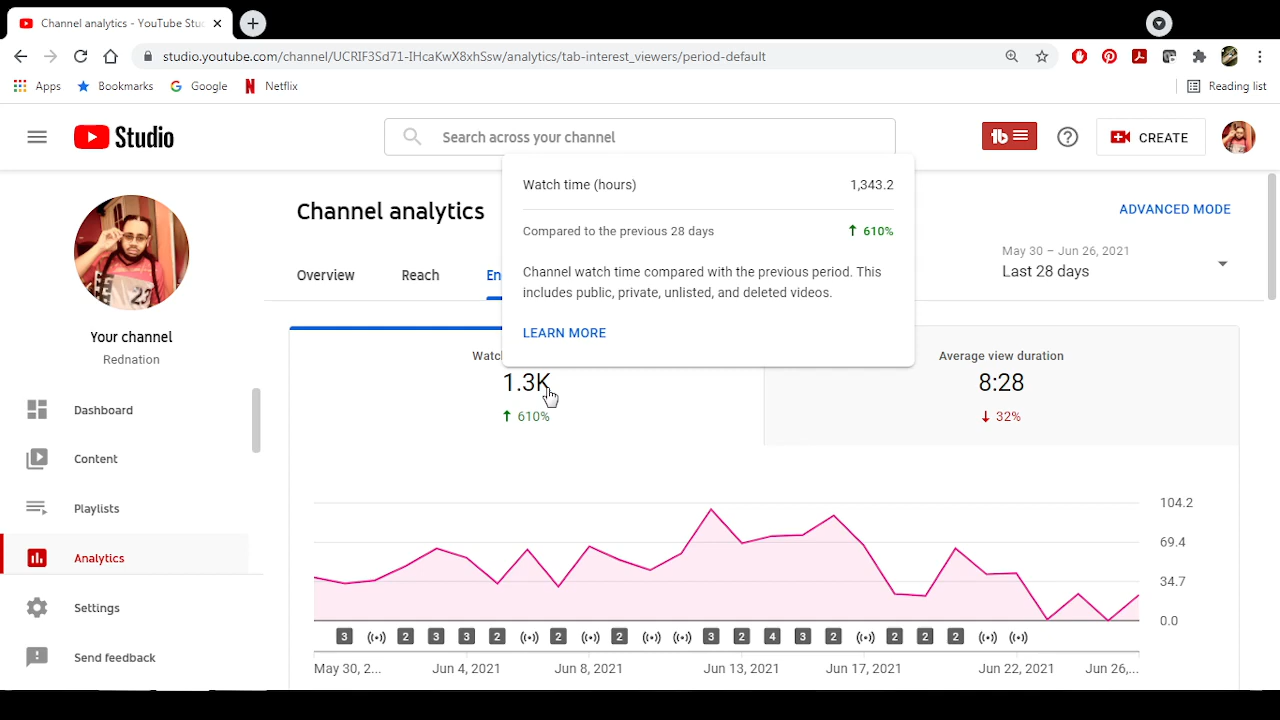 Channel analytics - YouTube Stu
studio.youtube.com/channel/UCRIF3Sd71-IHcaKwX8xhSsw/analytics/tab-interest_viewers/period-default
Apps
Bookmarks
Google
Netflix
Reading list
Studio
Search across your channel
CREATE
Your channel
Rednation
Dashboard
Content
Playlists
Analytics
Settings
Send feedback
Channel analytics
ADVANCED MODE
May 30 – Jun 26, 2021
Last 28 days
Overview
Reach
En
Watch time (hours) 1,343.2
Compared to the previous 28 days 610%
Channel watch time compared with the previous period. This
includes public, private, unlisted, and deleted videos.
LEARN MORE
Watc
1.3K
610%
Average view duration
8:28
32%
104.2
69.4
34.7
0.0
3 2 3 3 2 2 2 3 2 4 3 2 2 2 2
May 30, 2... Jun 4, 2021 Jun 8, 2021 Jun 13, 2021 Jun 17, 2021 Jun 22, 2021 Jun 26,...